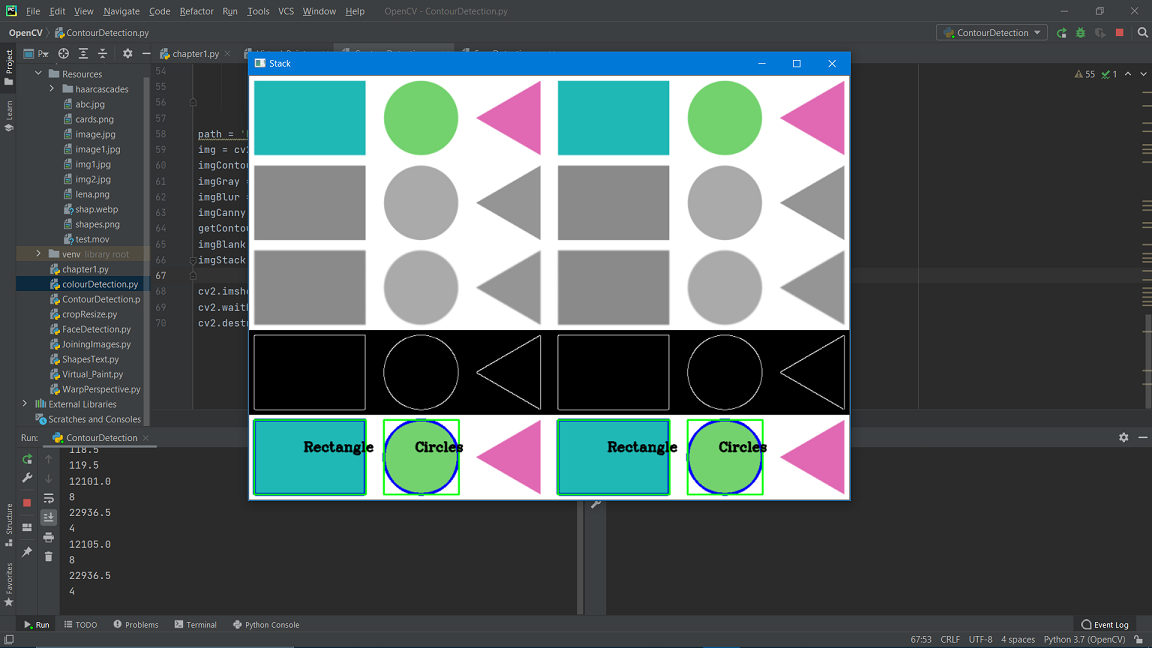 File Edit View Navigate Code Refactor Run Tools VCS Window Help OpenCV - ContourDetection.py
OpenCV ContourDetection.py ContourDetection
chapter1.py
Project
Learn
Structure
Favorites
Resources
haarcascades
abc.jpg
cards.png
image.jpg
image1.jpg
img1.jpg
img2.jpg
lena.png
shap.webp
shapes.png
test.mov
venv library root
chapter1.py
colourDetection.py
ContourDetection.p
cropResize.py
FaceDetection.py
JoiningImages.py
ShapesText.py
Virtual_Paint.py
WarpPerspective.py
External Libraries
Scratches and Consoles
54
55
56
57
58 path = '
59 img = cv2
60 imgContou
61 imgGray =
62 imgBlur =
63 imgCanny
64 getContou
65 imgBlank
66 imgStack
67
68 cv2.imsh
69 cv2.wait
70 cv2.destr
55 1
Stack
Rectangle Circles Rectangle Circles
Run: ContourDetection
118.5
119.5
12101.0
8
22936.5
4
12105.0
8
22936.5
4
Run TODO Problems Terminal Python Console Event Log
67:53 CRLF UTF-8 4 spaces Python 3.7 (OpenCV)